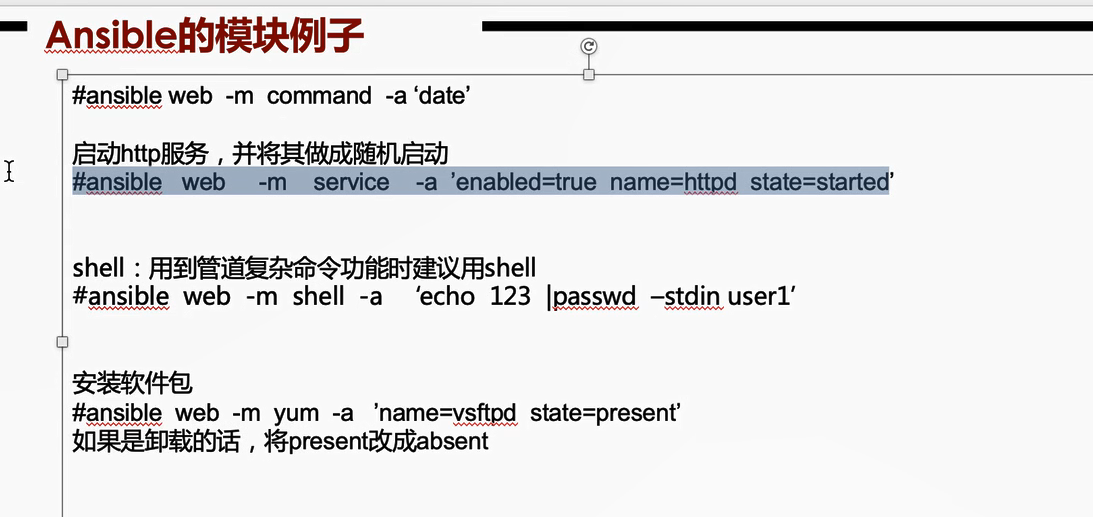 Ansible的模块例子
#ansible web -m command -a ‘date’
启动http服务，并将其做成随机启动
#ansible web -m service -a ’enabled=true name=httpd state=started’
shell：用到管道复杂命令功能时建议用shell
#ansible web -m shell -a ‘echo 123 |passwd –stdin user1’
安装软件包
#ansible web -m yum -a ’name=vsftpd state=present’
如果是卸载的话，将present改成absent